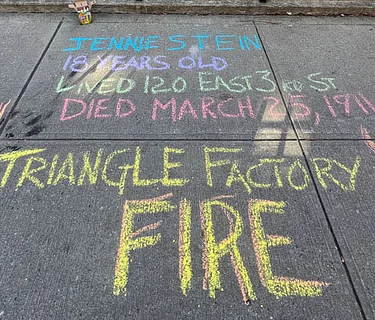 JENNIE STEIN
18 YEARS OLD
LIVED 120 EAST 3RD ST
DIED MARCH 25, 1911
TRIANGLE FACTORY
FIRE